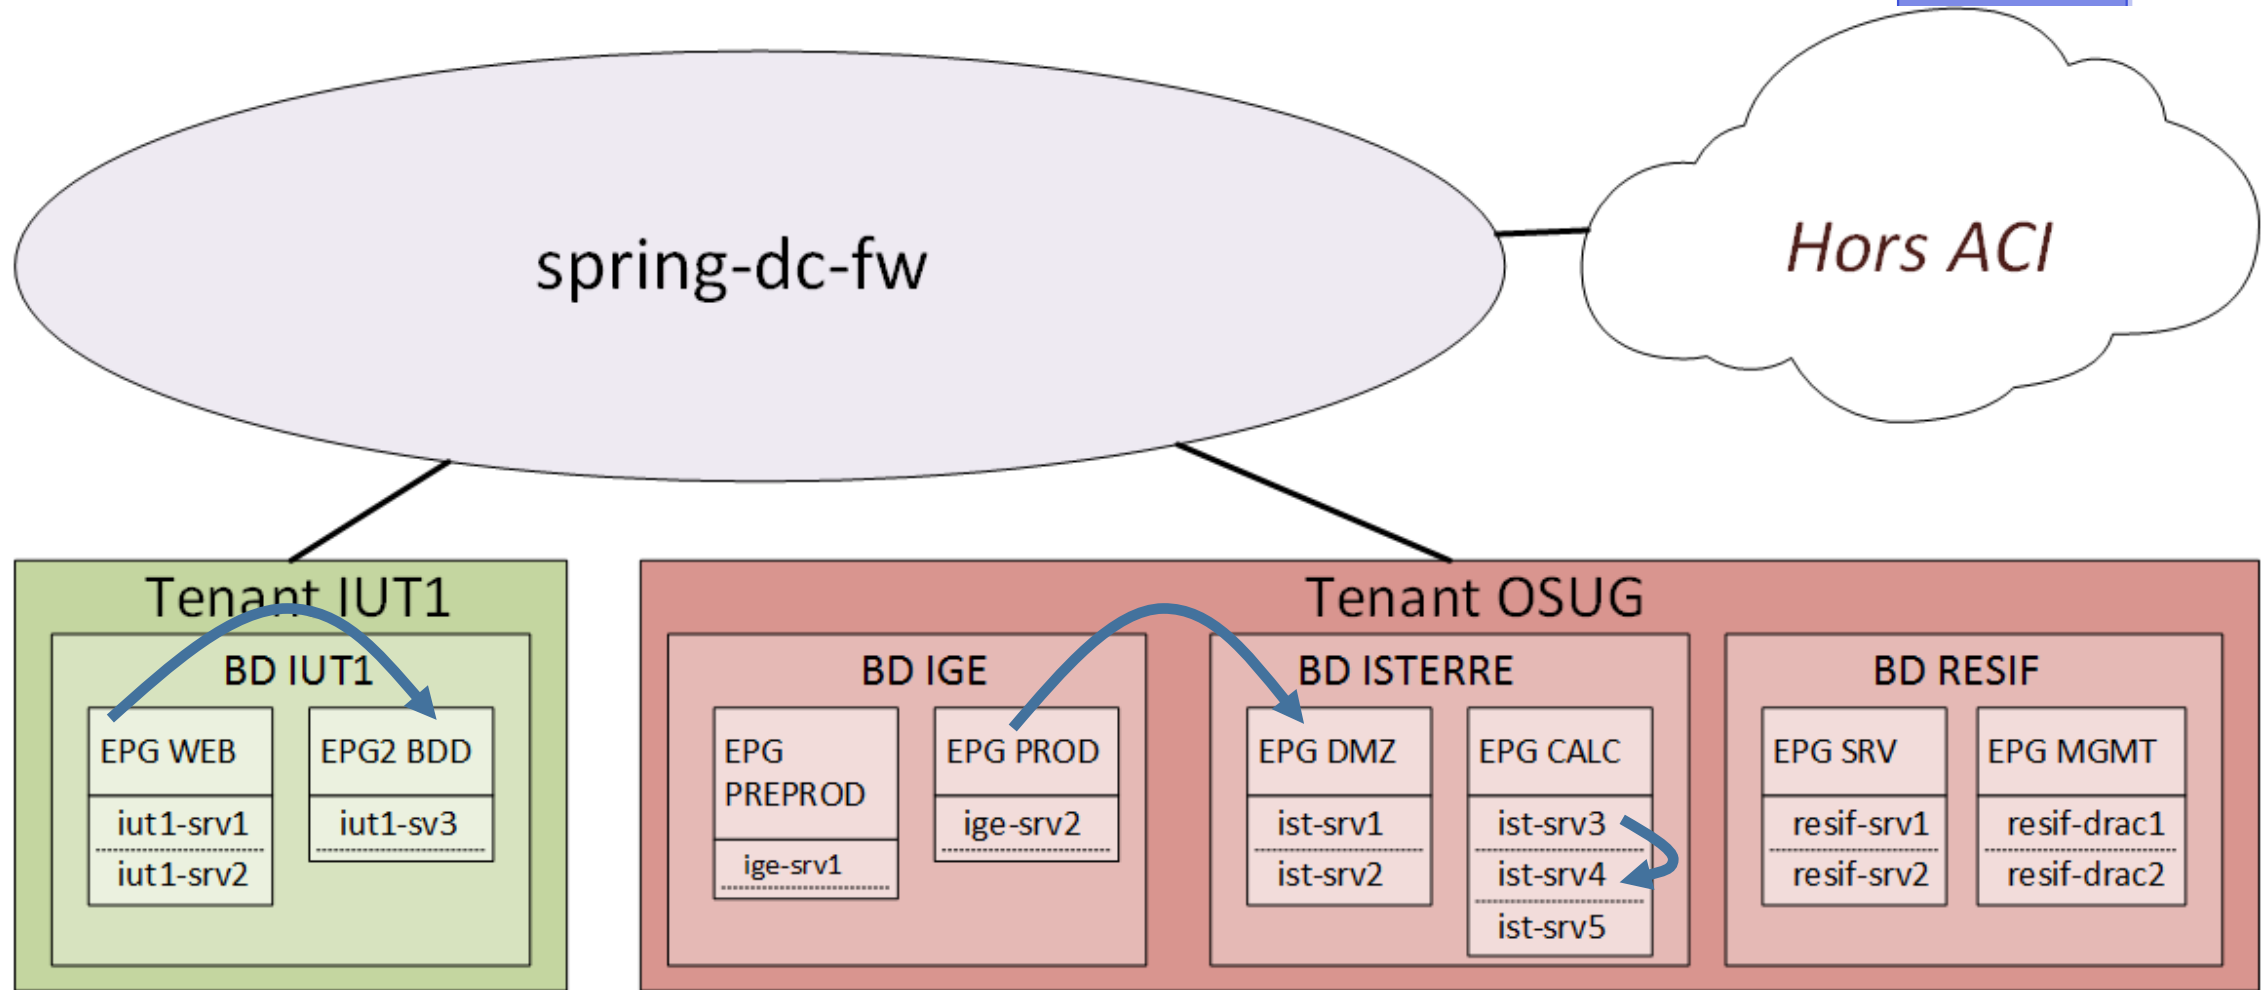 spring-dc-fw
Hors ACI
Tenant IUT1
BD IUT1
EPG WEB
iut1-srv1
iut1-srv2
EPG2 BDD
iut1-sv3
Tenant OSUG
BD IGE
EPG
PREPROD
ige-srv1
EPG PROD
ige-srv2
BD ISTERRE
EPG DMZ
ist-srv1
ist-srv2
EPG CALC
ist-srv3
ist-srv4
ist-srv5
BD RESIF
EPG SRV
resif-srv1
resif-srv2
EPG MGMT
resif-drac1
resif-drac2